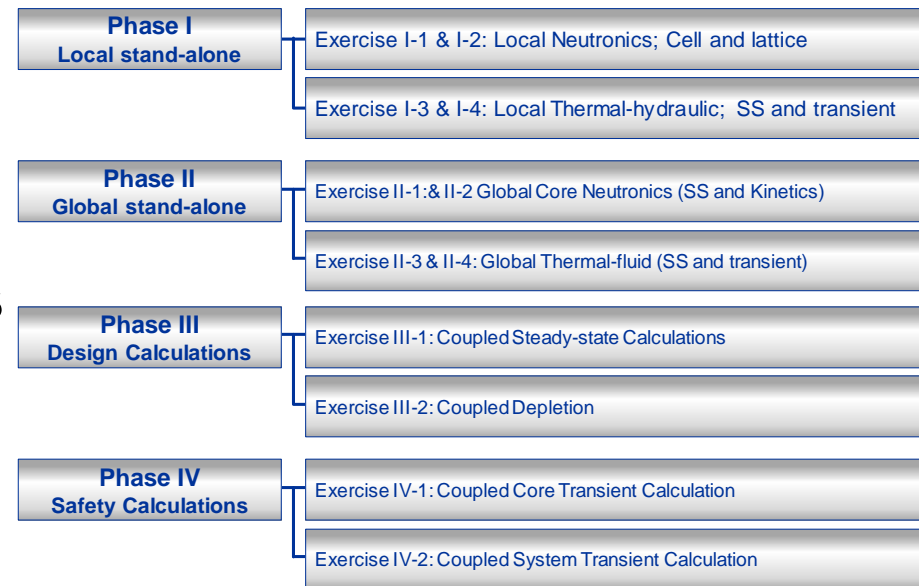 Phase I
Local stand-alone
Exercise I-1 & I-2: Local Neutronics; Cell and lattice
Exercise I-3 & I-4: Local Thermal-hydraulic; SS and transient
Phase II
Global stand-alone
Exercise II-1:& II-2 Global Core Neutronics (SS and Kinetics)
Exercise II-3 & II-4: Global Thermal-fluid (SS and transient)
Phase III
Design Calculations
Exercise III-1: Coupled Steady-state Calculations
Exercise III-2: Coupled Depletion
Phase IV
Safety Calculations
Exercise IV-1: Coupled Core Transient Calculation
Exercise IV-2: Coupled System Transient Calculation